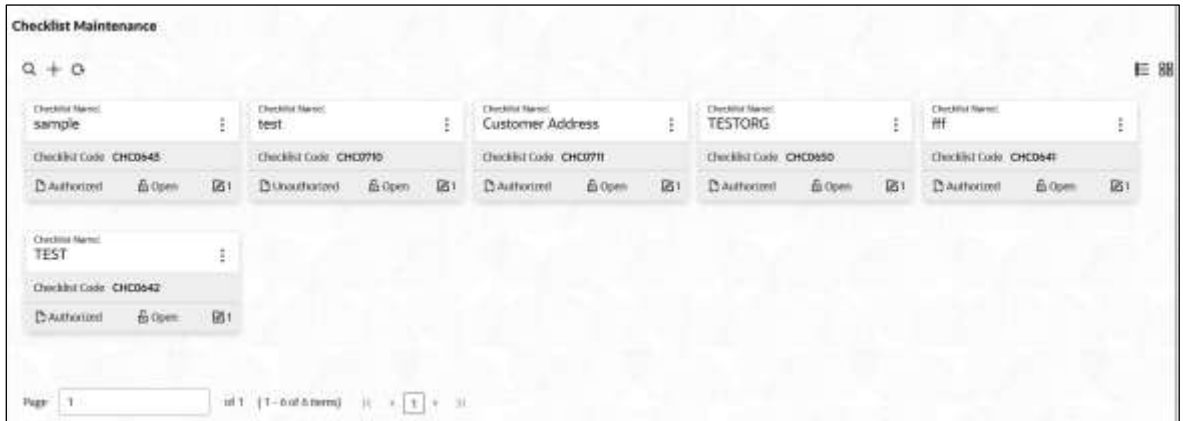 Checklist Maintenance
Checklist Name: Checklist Name: Checklist Name: Checklist Name: Checklist Name:
sample test Customer Address TESTORG fff
Checklist Code CHC0645 Checklist Code CHC0710 Checklist Code CHC0711 Checklist Code CHC0650 Checklist Code CHC0641
Authorized Open 1 Unauthorized Open 1 Authorized Open 1 Authorized Open 1 Authorized Open 1
Checklist Name:
TEST
Checklist Code CHC0642
Authorized Open 1
Page 1 of 1 (1 - 6 of 6 items) 1